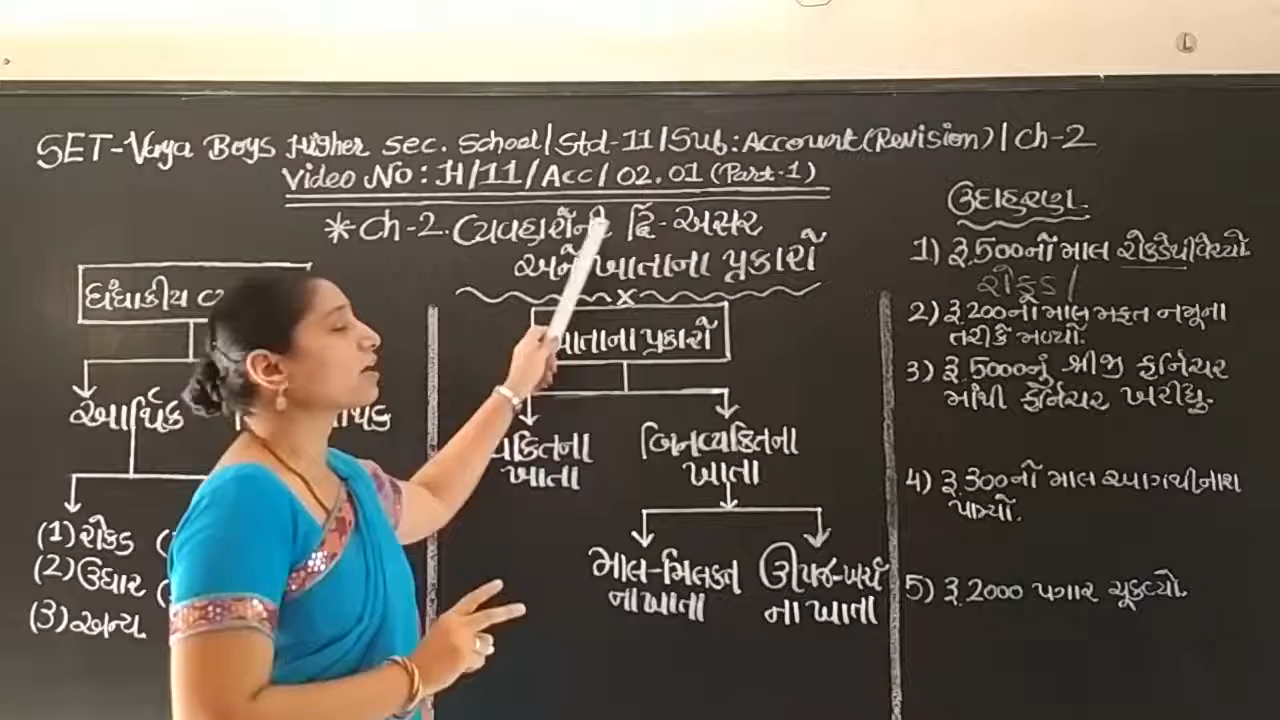 SET-Vaya Boys Higher Sec. School/Std-11/Sub:Account(Revision)/Ch-2
Video No: H/11/Acc/02.01 (Part-1)
*Ch-2. વ્યવહારોની દ્વિ-અસર
અને ખાતાના પ્રકારો
x
ધંધાકીય
આર્થિક
(1) રોકડ
(2) ઉધાર
(3) અન્ય
ખાતાના પ્રકારો
વ્યક્તિના
ખાતા
બિનવ્યક્તિના
ખાતા
માલ-મિલકત
ના ખાતા
ઊપજ-ખર્ચ
ના ખાતા
ઉદાહરણ
1) રૂ.500નો માલ રોકડેથી વેચ્યો
રોકડ
2) રૂ.200નો માલ મફત નમૂના
તરીકે મળ્યો.
3) રૂ.5000નું શ્રીજી ફર્નિચર
માંથી ફર્નિચર ખરીદ્યુ.
4) રૂ.300નો માલ આગથી નાશ
પામ્યો.
5) રૂ.2000 પગાર ચૂકવ્યો.